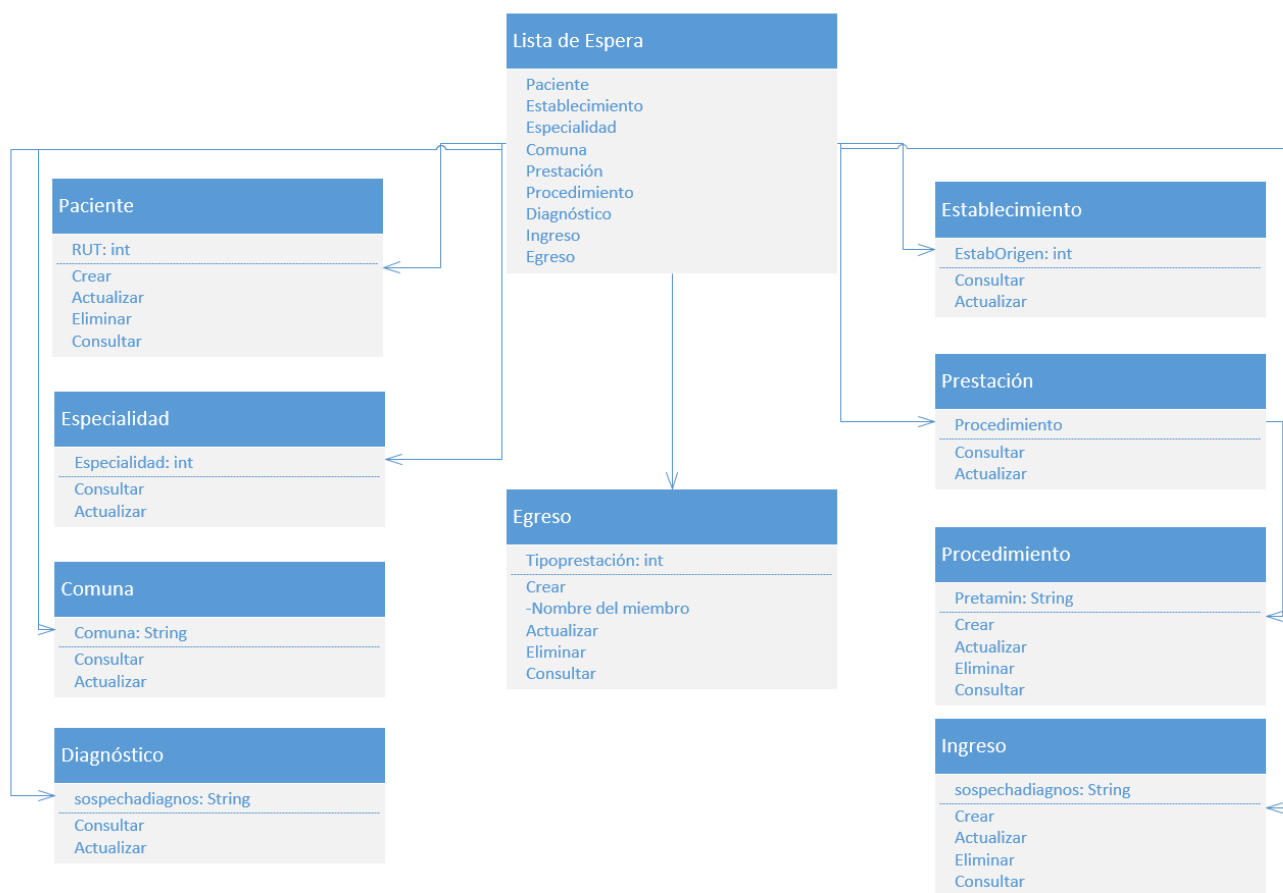 Lista de Espera
Paciente
Establecimiento
Especialidad
Comuna
Prestación
Procedimiento
Diagnóstico
Ingreso
Egreso
Paciente
RUT: int
Crear
Actualizar
Eliminar
Consultar
Especialidad
Especialidad: int
Consultar
Actualizar
Comuna
Comuna: String
Consultar
Actualizar
Diagnóstico
sospechadiagnos: String
Consultar
Actualizar
Egreso
Tipoprestación: int
Crear
-Nombre del miembro
Actualizar
Eliminar
Consultar
Establecimiento
EstabOrigen: int
Consultar
Actualizar
Prestación
Procedimiento
Consultar
Actualizar
Procedimiento
Pretamin: String
Crear
Actualizar
Eliminar
Consultar
Ingreso
sospechadiagnos: String
Crear
Actualizar
Eliminar
Consultar